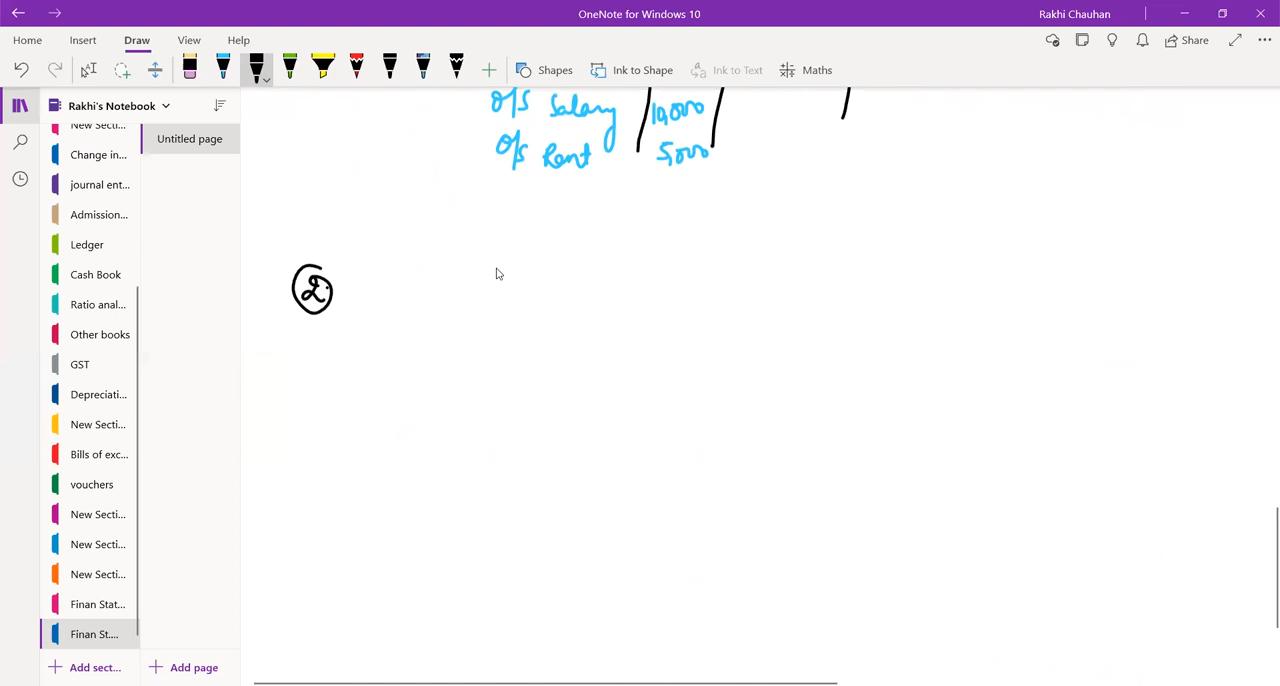 OneNote for Windows 10
Rakhi Chauhan
Home Insert Draw View Help
Share
Shapes Ink to Shape Ink to Text Maths
Rakhi's Notebook
New Secti...
Change in...
journal ent...
Admission...
Ledger
Cash Book
Ratio anal...
Other books
GST
Depreciati...
New Secti...
Bills of exc...
vouchers
New Secti...
New Secti...
New Secti...
Finan Stat...
Finan St....
Add sect...
Untitled page
Add page
O/S Salary 10,000
O/S Rent 5,000
2.